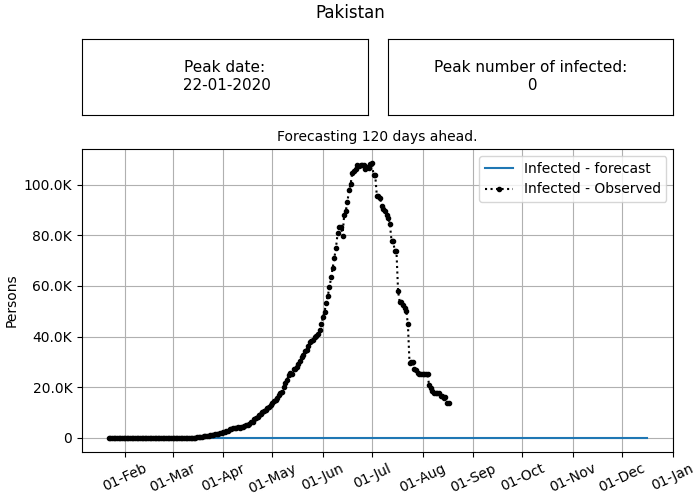 Pakistan
Peak date:
22-01-2020
Peak number of infected:
0
Forecasting 120 days ahead.
Infected - forecast
Infected - Observed
Persons
100.0K
80.0K
60.0K
40.0K
20.0K
0
01-Feb
01-Mar
01-Apr
01-May
01-Jun
01-Jul
01-Aug
01-Sep
01-Oct
01-Nov
01-Dec
01-Jan